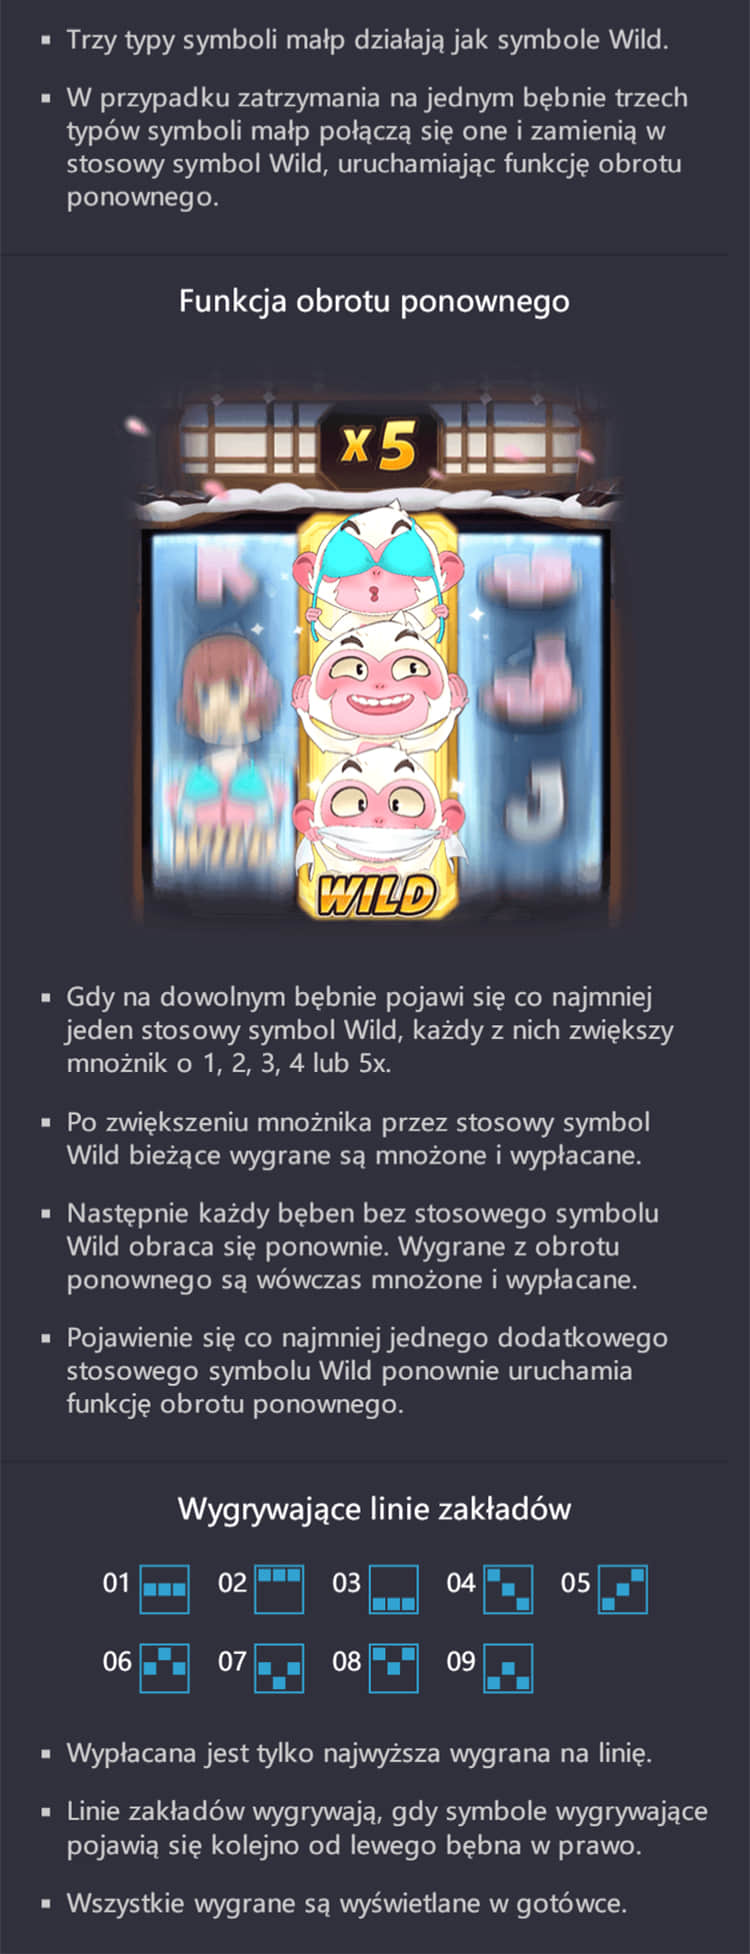 ▪ Trzy typy symboli małp działają jak symbole Wild.
▪ W przypadku zatrzymania na jednym bębnie trzech
typów symboli małp połączą się one i zamienią w
stosowy symbol Wild, uruchamiając funkcję obrotu
ponownego.
Funkcja obrotu ponownego
x5
K
J
WILD
▪ Gdy na dowolnym bębnie pojawi się co najmniej
jeden stosowy symbol Wild, każdy z nich zwiększy
mnożnik o 1, 2, 3, 4 lub 5x.
▪ Po zwiększeniu mnożnika przez stosowy symbol
Wild bieżące wygrane są mnożone i wypłacane.
▪ Następnie każdy bęben bez stosowego symbolu
Wild obraca się ponownie. Wygrane z obrotu
ponownego są wówczas mnożone i wypłacane.
▪ Pojawienie się co najmniej jednego dodatkowego
stosowego symbolu Wild ponownie uruchamia
funkcję obrotu ponownego.
Wygrywające linie zakładów
01 02 03 04 05
06 07 08 09
▪ Wypłacana jest tylko najwyższa wygrana na linię.
▪ Linie zakładów wygrywają, gdy symbole wygrywające
pojawią się kolejno od lewego bębna w prawo.
▪ Wszystkie wygrane są wyświetlane w gotówce.